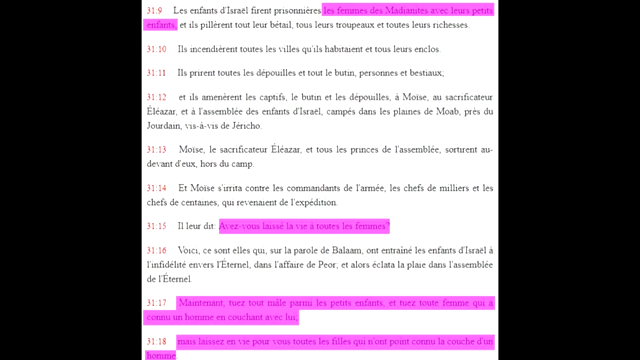 31:9 Les enfants d'Israël firent prisonnières les femmes des Madianites avec leurs petits
enfants, et ils pillèrent tout leur bétail, tous leurs troupeaux et toutes leurs richesses.
31:10 Ils incendièrent toutes les villes qu'ils habitaient et tous leurs enclos.
31:11 Ils prirent toutes les dépouilles et tout le butin, personnes et bestiaux,
31:12 et ils amenèrent les captifs, le butin et les dépouilles, à Moïse, au sacrificateur
Éléazar, et à l'assemblée des enfants d'Israël, campés dans les plaines de Moab, près du
Jourdain, vis-à-vis de Jéricho.
31:13 Moïse, le sacrificateur Éléazar, et tous les princes de l'assemblée, sortirent au-
devant d'eux, hors du camp.
31:14 Et Moïse s'irrita contre les commandants de l'armée, les chefs de milliers et les
chefs de centaines, qui revenaient de l'expédition.
31:15 Il leur dit: Avez-vous laissé la vie à toutes les femmes?
31:16 Voici, ce sont elles qui, sur la parole de Balaam, ont entraîné les enfants d'Israël à
l'infidélité envers l'Éternel, dans l'affaire de Peor; et alors éclata la plaie dans l'assemblée
de l'Éternel.
31:17 Maintenant, tuez tout mâle parmi les petits enfants, et tuez toute femme qui a
connu un homme en couchant avec lui;
31:18 mais laissez en vie pour vous toutes les filles qui n'ont point connu la couche d'un
homme